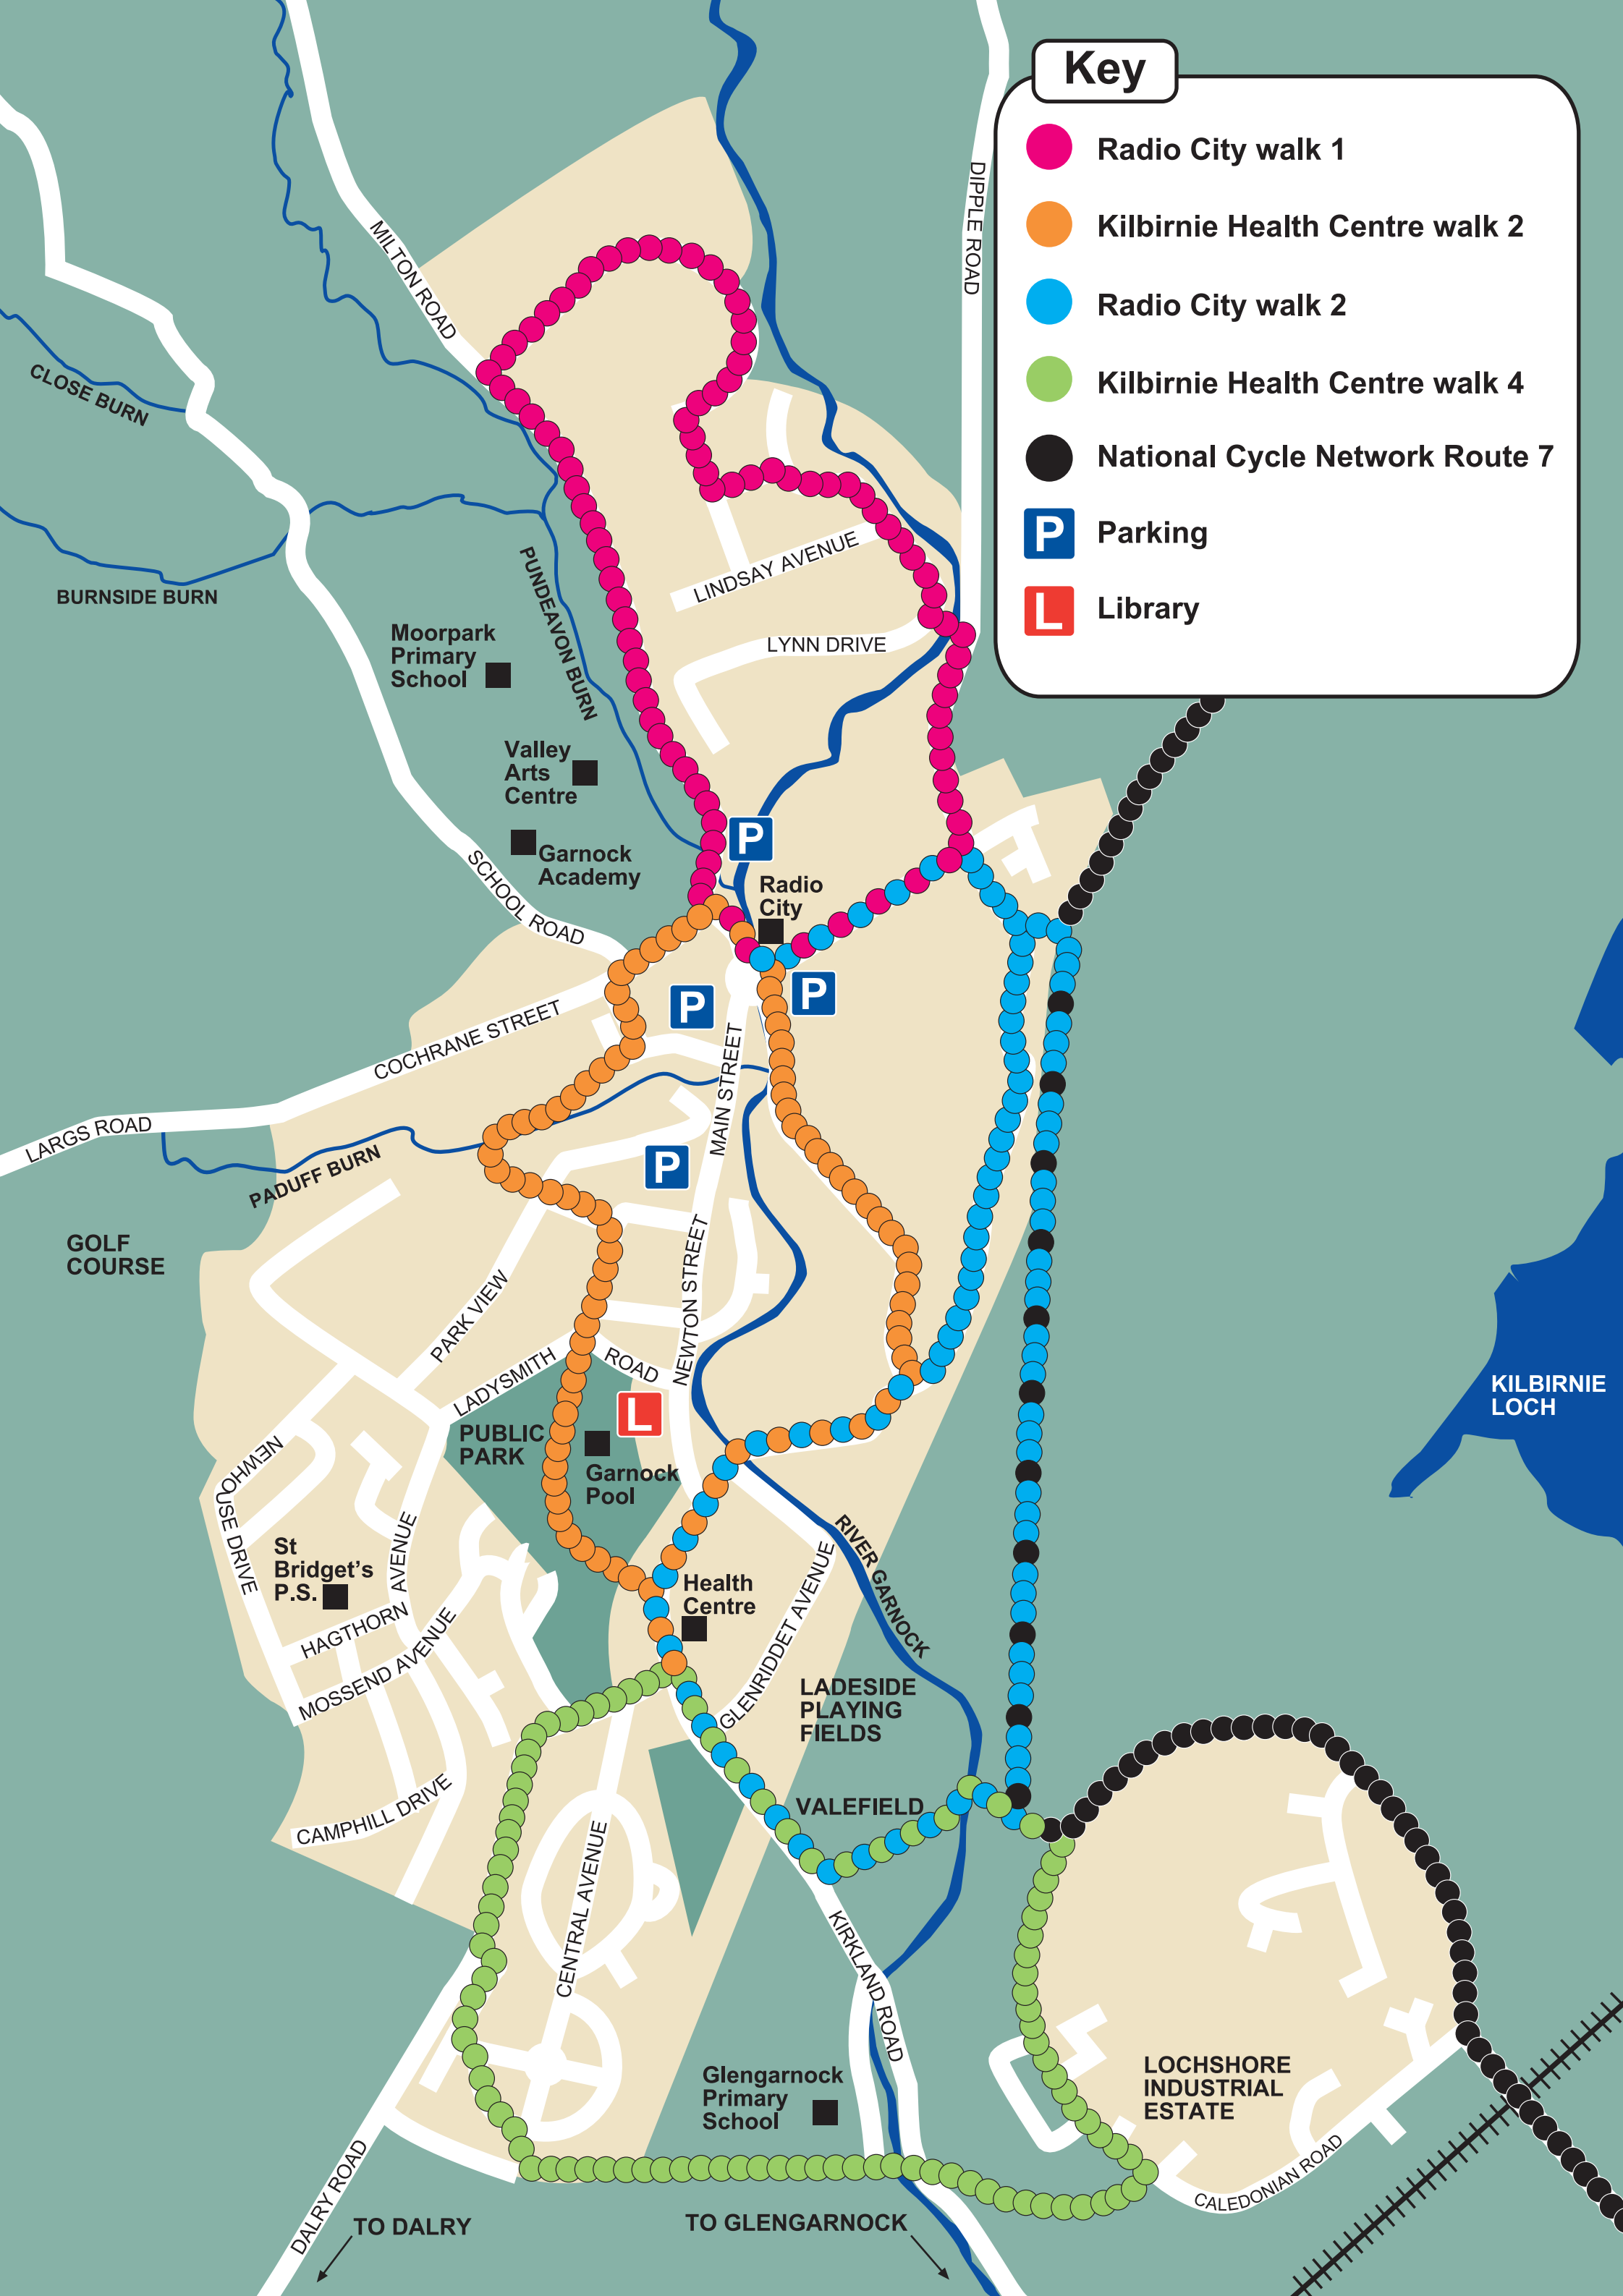 Key
Radio City walk 1
Kilbirnie Health Centre walk 2
Radio City walk 2
Kilbirnie Health Centre walk 4
National Cycle Network Route 7
P
Parking
L
Library
DIPPLE ROAD
MILTON ROAD
CLOSE BURN
BURNSIDE BURN
PUNDEAVON BURN
LINDSAY AVENUE
LYNN DRIVE
Moorpark
Primary
School
Valley
Arts
Centre
Garnock
Academy
P
Radio
City
SCHOOL ROAD
P
P
COCHRANE STREET
MAIN STREET
LARGS ROAD
PADUFF BURN
P
GOLF
COURSE
PARK VIEW
NEWTON STREET
LADYSMITH
ROAD
L
PUBLIC
PARK
Garnock
Pool
KILBIRNIE
LOCH
NEWHO
USE DRIVE
St
Bridget's
P.S.
AVENUE
HAGTHORN
MOSSEND AVENUE
Health
Centre
GLENRIDDET AVENUE
RIVER GARNOCK
LADESIDE
PLAYING
FIELDS
CAMPHILL DRIVE
VALEFIELD
CENTRAL AVENUE
KIRKLAND ROAD
Glengarnock
Primary
School
LOCHSHORE
INDUSTRIAL
ESTATE
CALEDONIAN ROAD
DALRY ROAD
TO DALRY
TO GLENGARNOCK